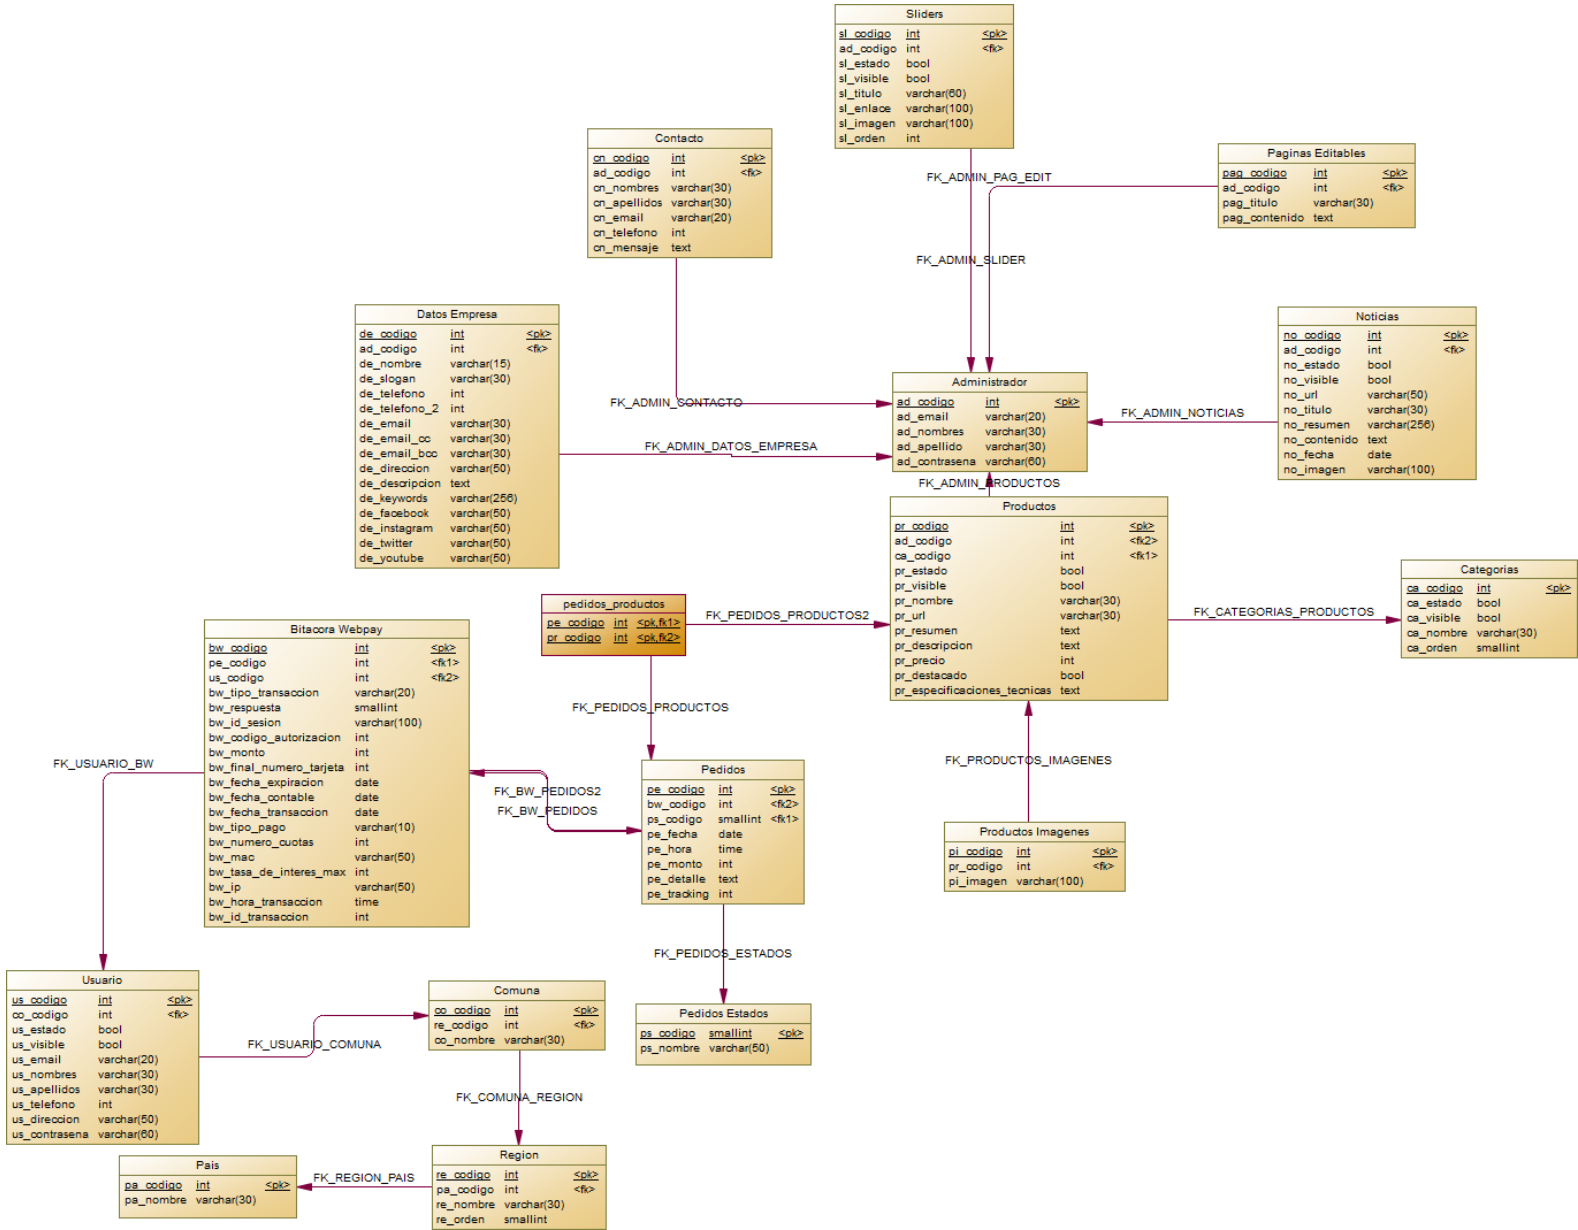 Sliders
sl_codigo int <pk>
ad_codigo int <fk>
sl_estado bool
sl_visible bool
sl_titulo varchar(60)
sl_enlace varchar(100)
sl_imagen varchar(100)
sl_orden int
Contacto
cn_codigo int <pk>
ad_codigo int <fk>
cn_nombres varchar(30)
cn_apellidos varchar(30)
cn_email varchar(20)
cn_telefono int
cn_mensaje text
Paginas Editables
pag_codigo int <pk>
ad_codigo int <fk>
pag_titulo varchar(30)
pag_contenido text
FK_ADMIN_PAG_EDIT
FK_ADMIN_SLIDER
Datos Empresa
de_codigo int <pk>
ad_codigo int <fk>
de_nombre varchar(15)
de_slogan varchar(30)
de_telefono int
de_telefono_2 int
de_email varchar(30)
de_email_cc varchar(30)
de_email_bcc varchar(30)
de_direccion varchar(50)
de_descripcion text
de_keywords varchar(256)
de_facebook varchar(50)
de_instagram varchar(50)
de_twitter varchar(50)
de_youtube varchar(50)
Noticias
no_codigo int <pk>
ad_codigo int <fk>
no_estado bool
no_visible bool
no_url varchar(50)
no_titulo varchar(30)
no_resumen varchar(256)
no_contenido text
no_fecha date
no_imagen varchar(100)
Administrador
ad_codigo int <pk>
ad_email varchar(20)
ad_nombres varchar(30)
ad_apellido varchar(30)
ad_contrasena varchar(60)
FK_ADMIN_CONTACTO
FK_ADMIN_NOTICIAS
FK_ADMIN_DATOS_EMPRESA
FK_ADMIN_PRODUCTOS
Productos
pr_codigo int <pk>
ad_codigo int <fk2>
ca_codigo int <fk1>
pr_estado bool
pr_visible bool
pr_nombre varchar(30)
pr_url varchar(30)
pr_resumen text
pr_descripcion text
pr_precio int
pr_destacado bool
pr_especificaciones_tecnicas text
Categorias
ca_codigo int <pk>
ca_estado bool
ca_visible bool
ca_nombre varchar(30)
ca_orden smallint
pedidos_productos
pe_codigo int <pk,fk1>
pr_codigo int <pk,fk2>
FK_PEDIDOS_PRODUCTOS2
FK_CATEGORIAS_PRODUCTOS
Bitacora Webpay
bw_codigo int <pk>
pe_codigo int <fk1>
us_codigo int <fk2>
bw_tipo_transaccion varchar(20)
bw_respuesta smallint
bw_id_sesion varchar(100)
bw_codigo_autorizacion int
bw_monto int
bw_final_numero_tarjeta int
bw_fecha_expiracion date
bw_fecha_contable date
bw_fecha_transaccion date
bw_tipo_pago varchar(10)
bw_numero_cuotas int
bw_mac varchar(50)
bw_tasa_de_interes_max int
bw_ip varchar(50)
bw_hora_transaccion time
bw_id_transaccion int
FK_PEDIDOS_PRODUCTOS
FK_USUARIO_BW
FK_BW_PEDIDOS2
FK_BW_PEDIDOS
FK_PRODUCTOS_IMAGENES
Pedidos
pe_codigo int <pk>
bw_codigo int <fk2>
ps_codigo smallint <fk1>
pe_fecha date
pe_hora time
pe_monto int
pe_detalle text
pe_tracking int
Productos Imagenes
pi_codigo int <pk>
pr_codigo int <fk>
pi_imagen varchar(100)
FK_PEDIDOS_ESTADOS
Usuario
us_codigo int <pk>
co_codigo int <fk>
us_estado bool
us_visible bool
us_email varchar(20)
us_nombres varchar(30)
us_apellidos varchar(30)
us_telefono int
us_direccion varchar(50)
us_contrasena varchar(60)
Comuna
co_codigo int <pk>
re_codigo int <fk>
co_nombre varchar(30)
Pedidos Estados
ps_codigo smallint <pk>
ps_nombre varchar(50)
FK_USUARIO_COMUNA
FK_COMUNA_REGION
Pais
pa_codigo int <pk>
pa_nombre varchar(30)
FK_REGION_PAIS
Region
re_codigo int <pk>
pa_codigo int <fk>
re_nombre varchar(30)
re_orden smallint